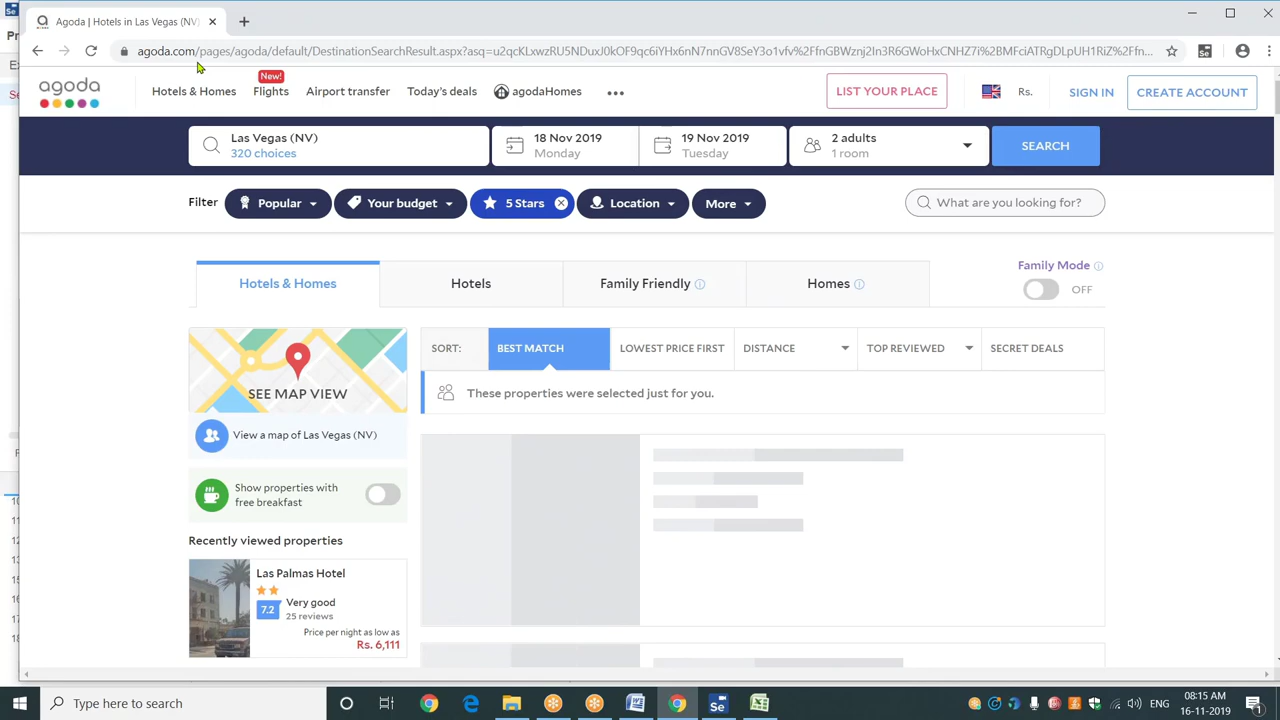 Se
Agoda | Hotels in Las Vegas (NV)
agoda.com/pages/agoda/default/DestinationSearchResult.aspx?asq=u2qcKLxwzRU5NDuxJ0kOF9qc6iYHx6nN7nnGWSeY3o1vfv%2BffnGBWznj2In3R6GWoHxCNHZ7i%2BMFciATRgDLpUH1RiZ%2Ffn...
agoda
Hotels & Homes
New!
Flights
Airport transfer
Today's deals
agodaHomes
LIST YOUR PLACE
Rs.
SIGN IN
CREATE ACCOUNT
Las Vegas (NV)
320 choices
18 Nov 2019
Monday
19 Nov 2019
Tuesday
2 adults
1 room
SEARCH
Filter
Popular
Your budget
5 Stars
Location
More
What are you looking for?
Hotels & Homes
Hotels
Family Friendly
Homes
Family Mode
OFF
SEE MAP VIEW
SORT:
BEST MATCH
LOWEST PRICE FIRST
DISTANCE
TOP REVIEWED
SECRET DEALS
These properties were selected just for you.
View a map of Las Vegas (NV)
Show properties with
free breakfast
Recently viewed properties
Las Palmas Hotel
7.2
Very good
25 reviews
Price per night as low as
Rs. 6,111
Type here to search
Se
ENG
08:15 AM
16-11-2019